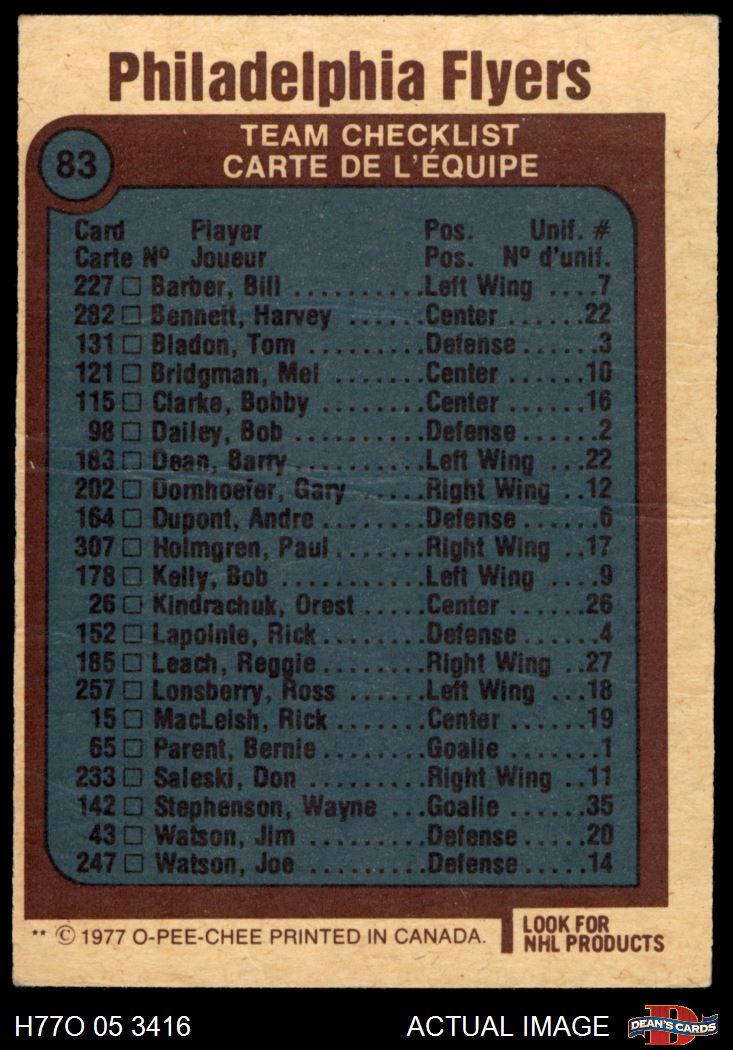 Philadelphia Flyers
83
TEAM CHECKLIST
CARTE DE L'ÉQUIPE
Card Player Pos. Unif. #
Carte Nº Joueur Pos. Nº d'unif.
227 □ Barber, Bill ..........Left Wing ....7
282 □ Bennett, Harvey ......Center ......22
131 □ Bladon, Tom .........Defense ......3
121 □ Bridgman, Mel .......Center ......10
115 □ Clarke, Bobby ........Center ......16
98 □ Dailey, Bob ..........Defense ......2
183 □ Dean, Barry..........Left Wing ...22
202 □ Dornhoefer, Gary ......Right Wing ..12
164 □ Dupont, Andre ........Defense......6
307 □ Holmgren, Paul .......Right Wing ..17
178 □ Kelly, Bob ...........Left Wing ....9
26 □ Kindrachuk, Orest .....Center ......26
152 □ Lapointe, Rick ........Defense......4
185 □ Leach, Reggie........Right Wing ..27
257 □ Lonsberry, Ross ......Left Wing ...18
15 □ MacLeish, Rick .......Center ......19
65 □ Parent, Bernie........Goalie .......1
233 □ Saleski, Don .........Right Wing ..11
142 □ Stephenson, Wayne ...Goalie ......35
43 □ Watson, Jim .........Defense.....20
247 □ Watson, Joe .........Defense.....14
** © 1977 O-PEE-CHEE PRINTED IN CANADA.
LOOK FOR
NHL PRODUCTS
H77O 05 3416 ACTUAL IMAGE D DEAN'S CARDS